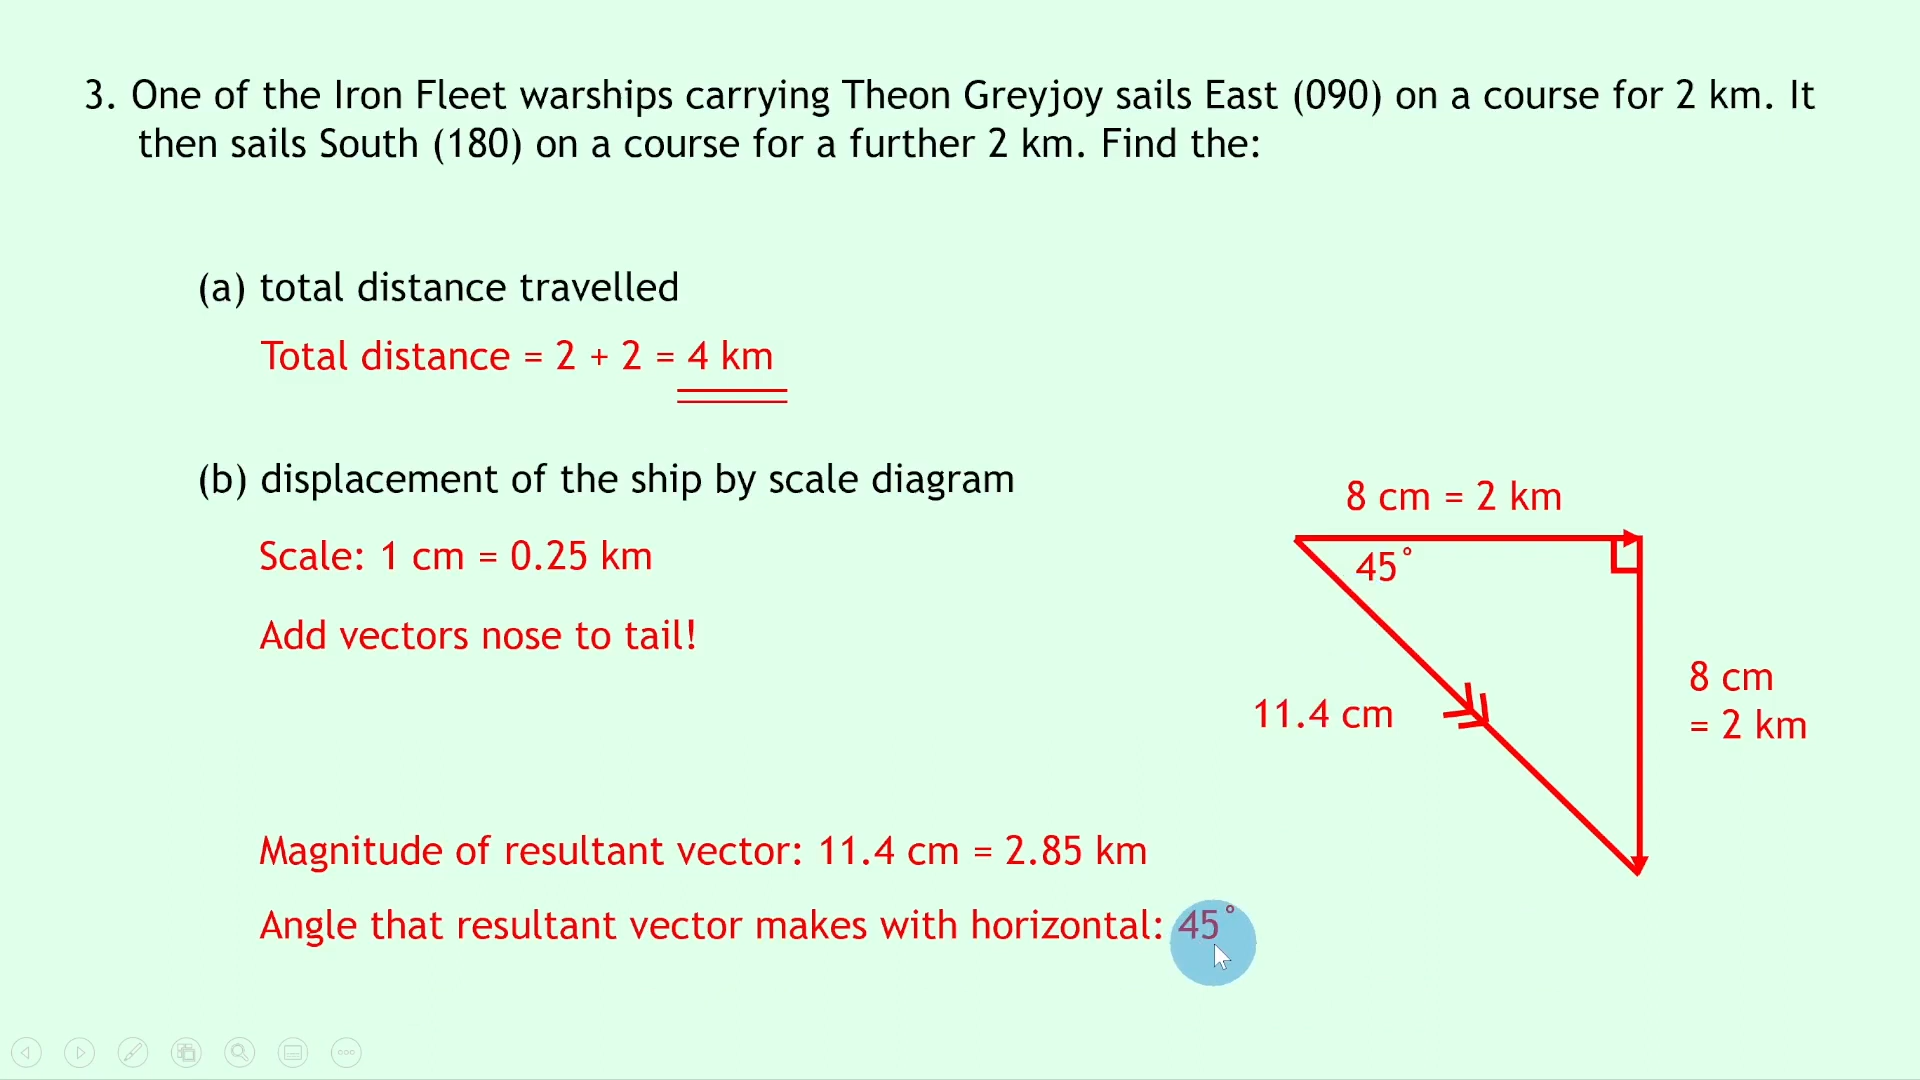 3. One of the Iron Fleet warships carrying Theon Greyjoy sails East (090) on a course for 2 km. It
then sails South (180) on a course for a further 2 km. Find the:
(a) total distance travelled
Total distance = 2 + 2 = 4 km
(b) displacement of the ship by scale diagram
Scale: 1 cm = 0.25 km
Add vectors nose to tail!
8 cm = 2 km
45°
11.4 cm
8 cm
= 2 km
Magnitude of resultant vector: 11.4 cm = 2.85 km
Angle that resultant vector makes with horizontal: 45°